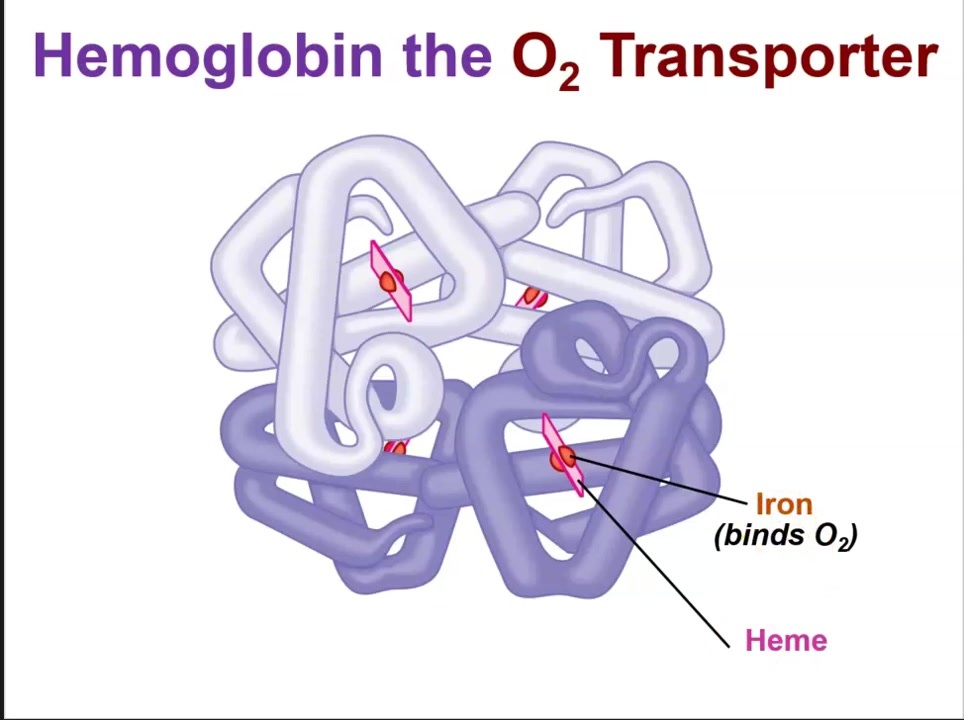 Hemoglobin the O₂ Transporter
Iron
(binds O₂)
Heme